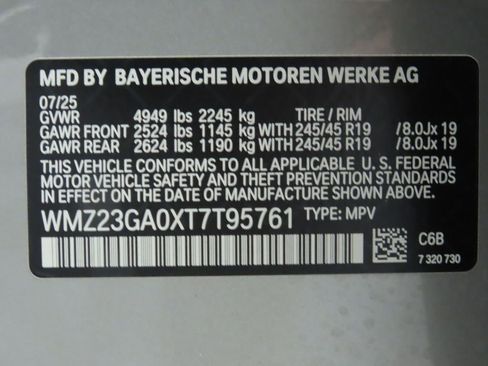 MFD BY BAYERISCHE MOTOREN WERKE AG
07/25
GVWR 4949 lbs 2245 kg TIRE / RIM
GAWR FRONT 2524 lbs 1145 kg WITH 245/45 R19 /8.0Jx 19
GAWR REAR 2624 lbs 1190 kg WITH 245/45 R19 /8.0Jx 19
THIS VEHICLE CONFORMS TO ALL APPLICABLE U. S. FEDERAL
MOTOR VEHICLE SAFETY AND THEFT PREVENTION STANDARDS
IN EFFECT ON THE DATE OF MANUFACTURE SHOWN ABOVE.
WMZ23GA0XT7T95761 TYPE: MPV
C6B
7 320 730